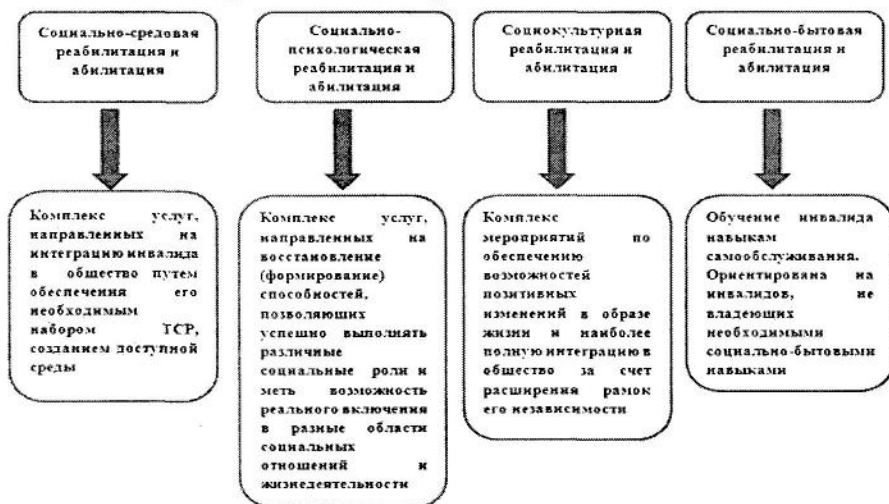 Социально-средовая
реабилитация и
абилитация
Социально-
психологическая
реабилитация и
абилитация
Социокультурная
реабилитация и
абилитация
Социально-бытовая
реабилитация и
абилитация
Комплекс услуг,
направленных на
интеграцию инвалида
в общество путем
обеспечения его
необходимым
набором ТСР,
созданием доступной
среды
Комплекс услуг,
направленных на
восстановление
(формирование)
способностей,
позволяющих
успешно выполнять
различные
социальные роли и
меть возможность
реального включения
в разные области
социальных
отношений и
жизнедеятельности
Комплекс
мероприятий по
обеспечению
возможностей
позитивных
изменений в образе
жизни и наиболее
полную интеграцию в
общество за счет
расширения рамок
его независимости
Обучение инвалида
навыкам
самообслуживания.
Ориентирована на
инвалидов, не
владеющих
необходимыми
социально-бытовыми
навыками